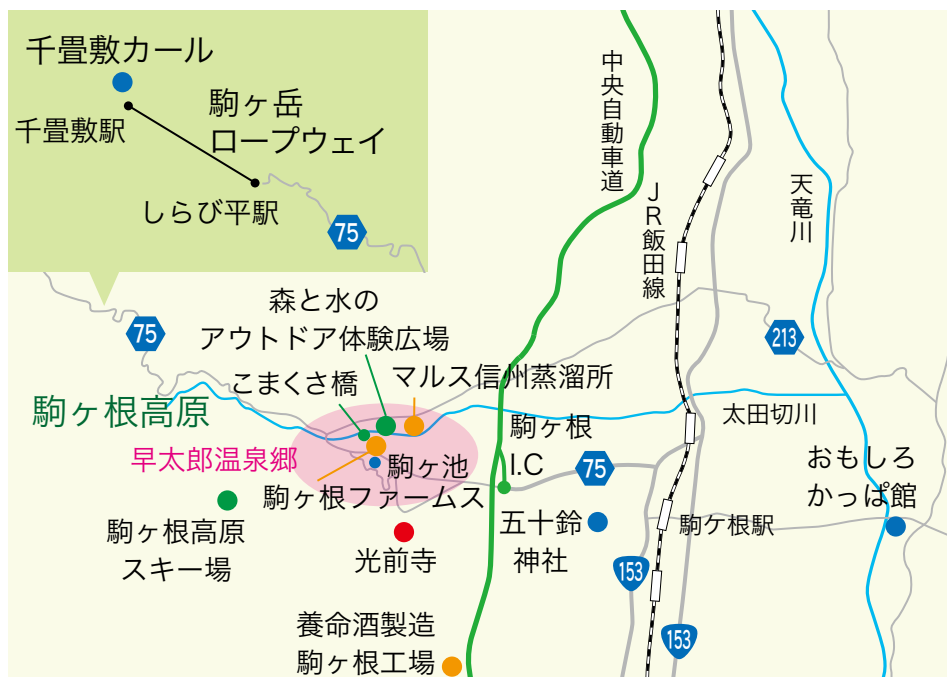 千畳敷カール
千畳敷駅
駒ヶ岳
ロープウェイ
しらび平駅
75
中央自動車道
JR飯田線
天竜川
75
森と水の
アウトドア体験広場
こまくさ橋
マルス信州蒸溜所
213
駒ヶ根高原
早太郎温泉郷
駒ヶ池
駒ヶ根ファームス
駒ヶ根
I.C
75
太田切川
おもしろ
かっぱ館
駒ヶ根高原
スキー場
光前寺
五十鈴
神社
駒ケ根駅
153
153
養命酒製造
駒ヶ根工場